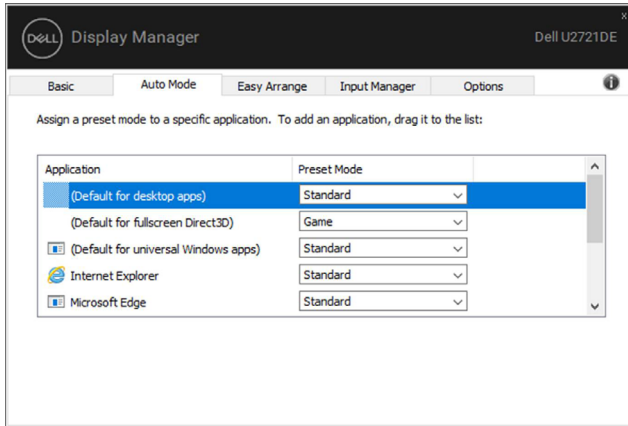 x
DELL Display Manager Dell U2721DE
Basic Auto Mode Easy Arrange Input Manager Options i
Assign a preset mode to a specific application. To add an application, drag it to the list:
Application Preset Mode
(Default for desktop apps) Standard
(Default for fullscreen Direct3D) Game
(Default for universal Windows apps) Standard
Internet Explorer Standard
Microsoft Edge Standard